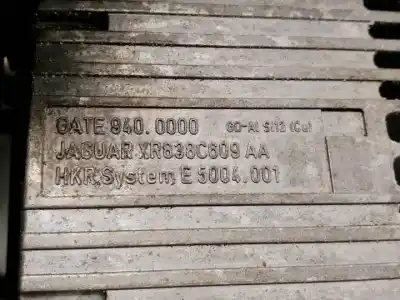 GATE 940.0000 GD-AL Si12 (Cu)
JAGUAR XR838C609 AA
HKR.System E 5004.001